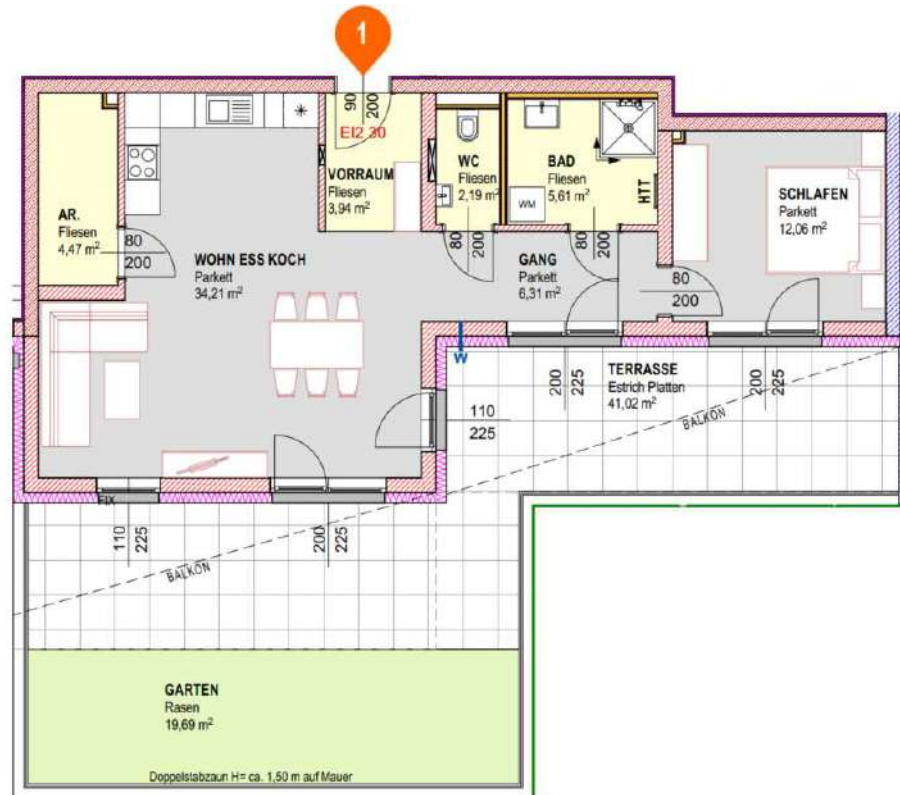 1
90
200
EI2 30
VORRAUM
Fliesen
3,94 m²
WC
Fliesen
2,19 m²
BAD
Fliesen
5,61 m²
WM
HTT
SCHLAFEN
Parkett
12,06 m²
AR.
Fliesen
4,47 m²
80
200
WOHN ESS KOCH
Parkett
34,21 m²
80
200
GANG
Parkett
6,31 m²
80
200
80
200
W
TERRASSE
Estrich Platten
41,02 m²
200
225
200
225
110
225
BALKON
FIX
110
225
200
225
BALKON
GARTEN
Rasen
19,69 m²
Doppelstabzaun H= ca. 1,50 m auf Mauer